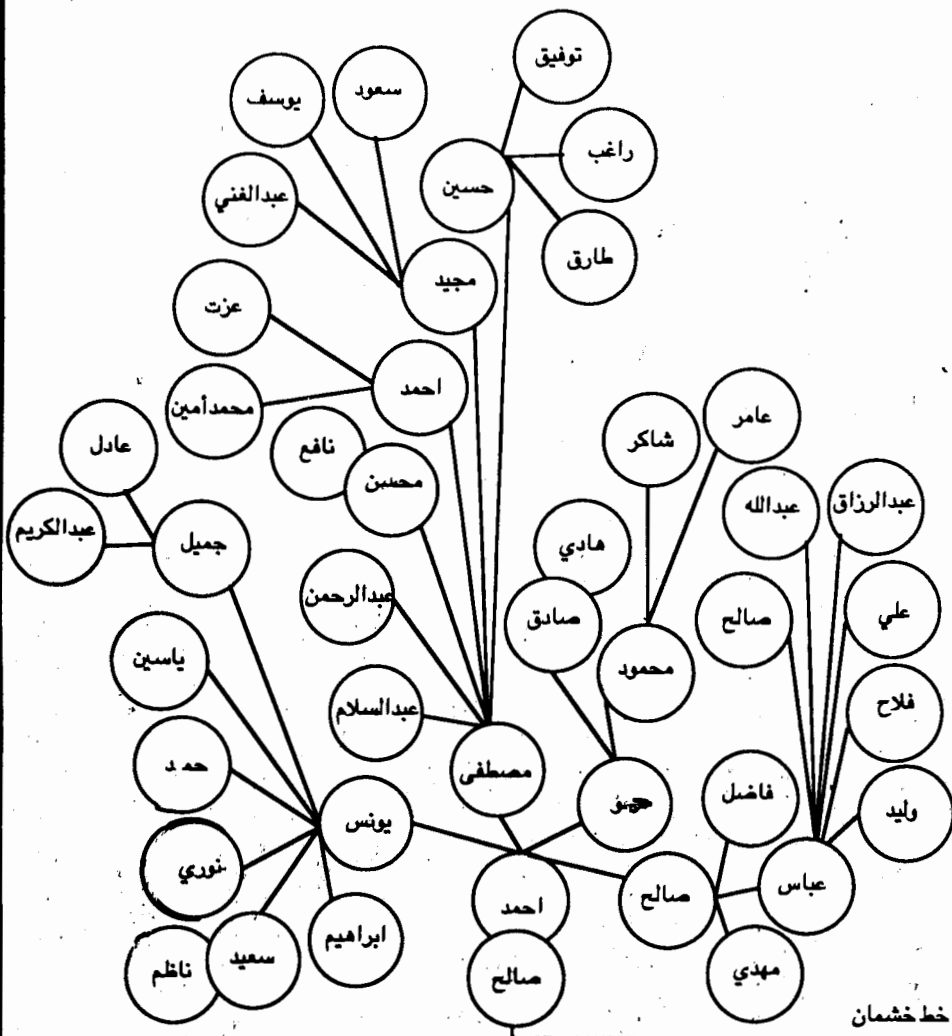 توفيق
سعود
يوسف
راغب
حسين
عبدالغني
طارق
مجيد
عزت
احمد
محمدأمين
عامر
شاكر
نافع
عادل
محسن
عبدالرزاق
عبدالله
عبدالكريم
جميل
هادي
عبدالرحمن
علي
صالح
صادق
ياسين
محمود
فلاح
عبدالسلام
حمد
مصطفى
فاضل
وليد
يونس
نوري
عباس
صالح
احمد
ابراهيم
سعيد
ناظم
مهدي
صالح
خط خشمان